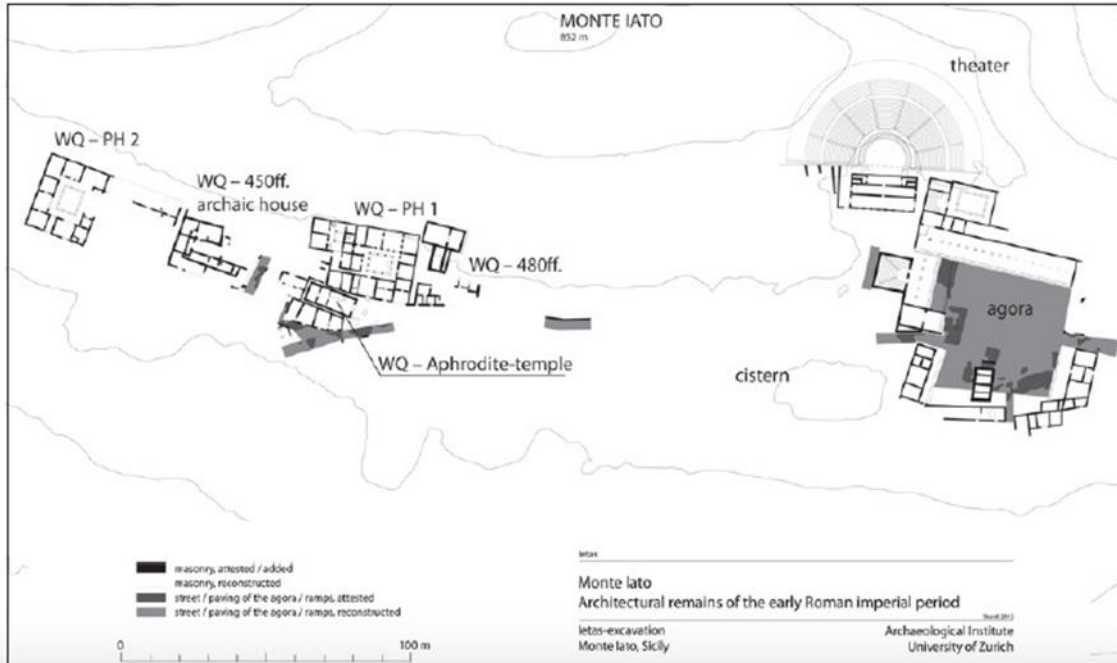 MONTE IATO
852 m
theater
WQ – PH 2
WQ – 450ff.
archaic house
WQ – PH 1
WQ – 480ff.
agora
WQ – Aphrodite-temple
cistern
masonry, attested / added
masonry, reconstructed
street / paving of the agora / ramps, attested
street / paving of the agora / ramps, reconstructed
0 100 m
Ietas
Monte Iato
Architectural remains of the early Roman imperial period
Ietas-excavation
Monte Iato, Sicily
Archaeological Institute
University of Zurich